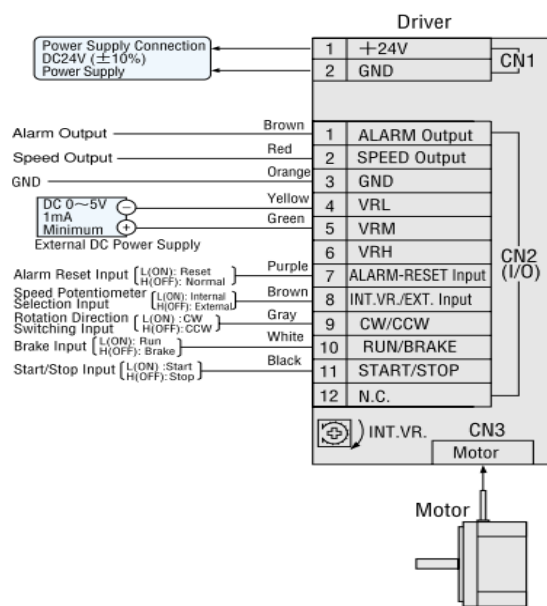 Driver
Power Supply Connection
DC24V (±10%)
Power Supply
1 +24V
2 GND
CN1
Alarm Output Brown 1 ALARM Output
Speed Output Red 2 SPEED Output
GND Orange 3 GND
DC 0～5V
1mA
Minimum
− Yellow 4 VRL
+ Green 5 VRM
External DC Power Supply
6 VRH
CN2
(I/O)
Alarm Reset Input L(ON): Reset
H(OFF): Normal
Purple 7 ALARM-RESET Input
Speed Potentiometer
Selection Input
L(ON): Internal
H(OFF): External
Brown 8 INT.VR./EXT. Input
Rotation Direction
Switching Input
L(ON) :CW
H(OFF): CCW
Gray 9 CW/CCW
Brake Input L(ON): Run
H(OFF): Brake
White 10 RUN/BRAKE
Start/Stop Input L(ON) :Start
H(OFF): Stop
Black 11 START/STOP
12 N.C.
INT.VR.
CN3
Motor
Motor